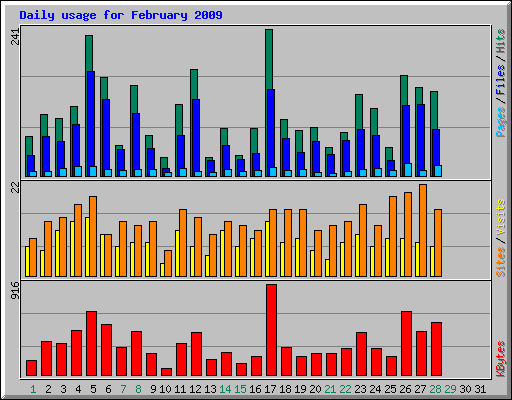 Daily usage for February 2009
241
Pages / Files / Hits
22
Sites / Visits
916
KBytes
1 2 3 4 5 6 7 8 9 10 11 12 13 14 15 16 17 18 19 20 21 22 23 24 25 26 27 28 29 30 31